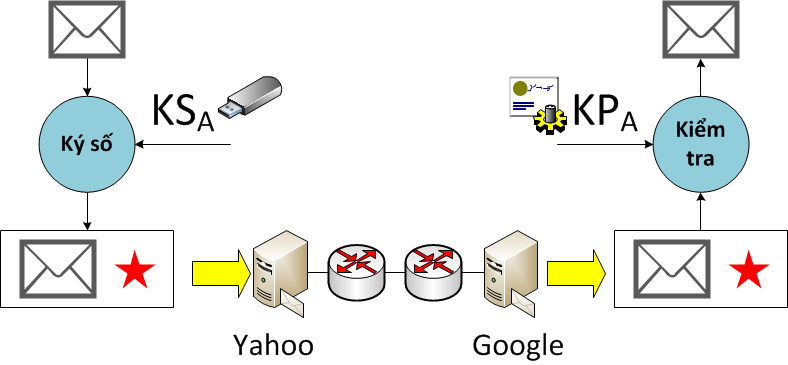 KSA
KPA
Ký số
Kiểm
tra
Yahoo
Google